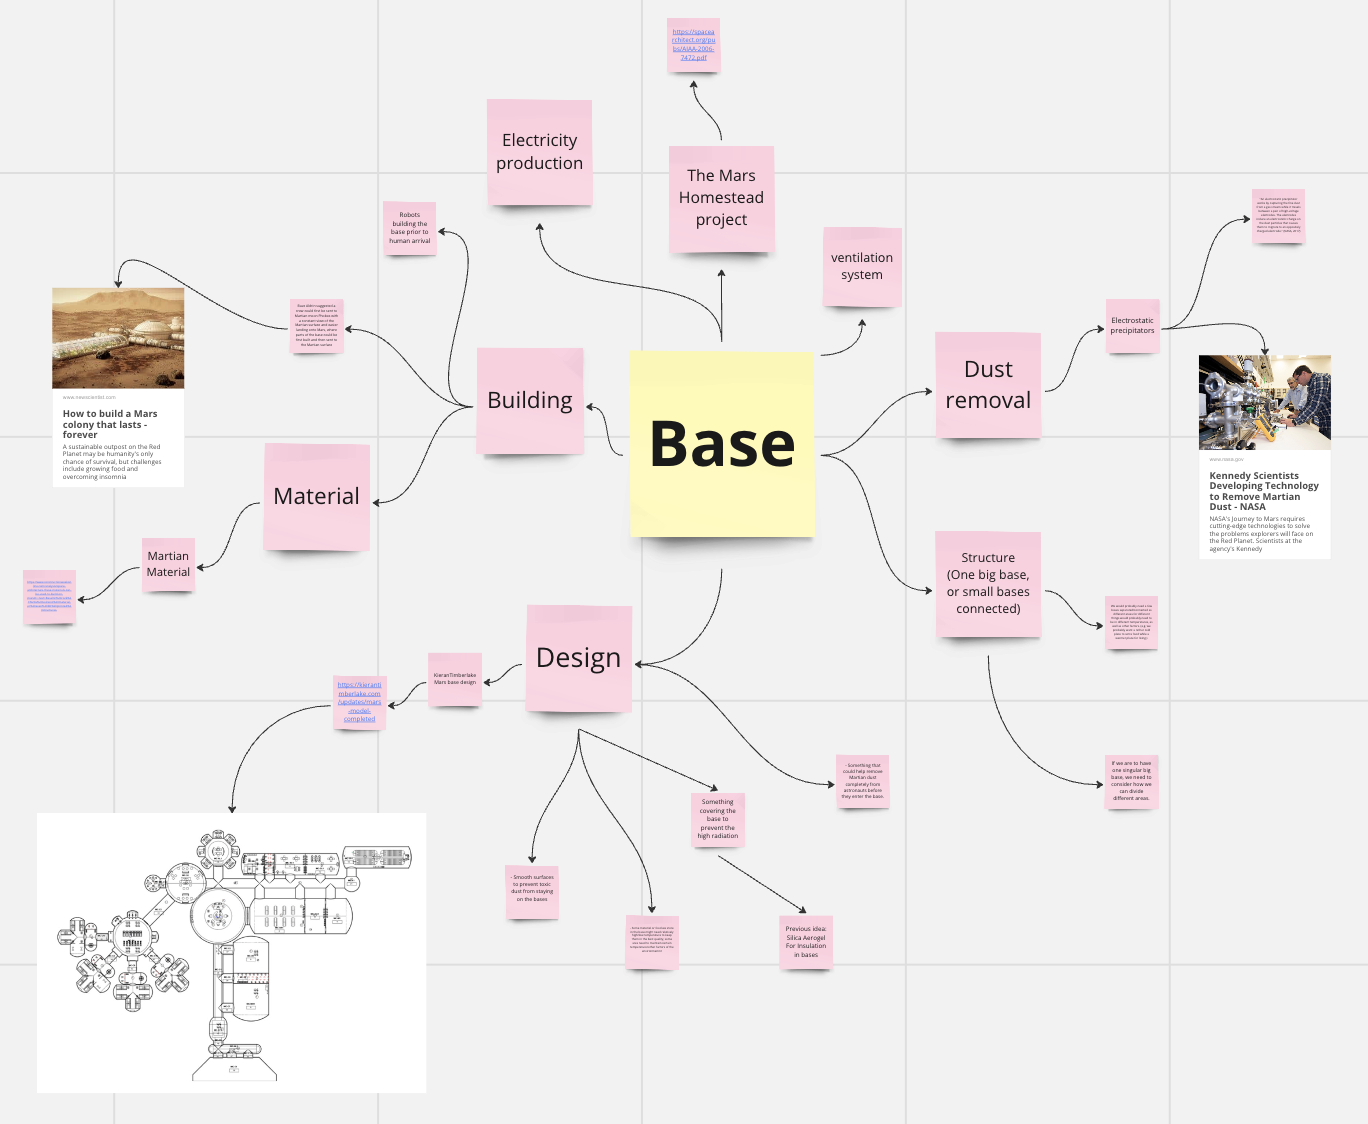 https://spacea
rchitect.org/pu
bs/AIAA-2006-
7472.pdf
Electricity
production
The Mars
Homestead
project
Robots
building the
base prior to
human arrival
ventilation
system
Electrostatic
precipitators
www.newscientist.com
How to build a Mars
colony that lasts -
forever
A sustainable outpost on the Red
Planet may be humanity's only
chance of survival, but challenges
include growing food and
overcoming insomnia
Building
Base
Dust
removal
www.nasa.gov
Kennedy Scientists
Developing Technology
to Remove Martian
Dust - NASA
NASA's Journey to Mars requires
cutting-edge technologies to solve
the problems explorers will face on
the Red Planet. Scientists at the
agency's Kennedy
Material
Martian
Material
Structure
(One big base,
or small bases
connected)
Design
KieranTimberlake
Mars base design
https://kieranti
mberlake.com
/updates/mars
-model-
completed
- Something that
could help remove
Martian dust
completely from
astronauts before
they enter the base.
If we are to have
one singular big
base, we need to
consider how we
can divide
different areas.
Something
covering the
base to
prevent the
high radiation
- Smooth surfaces
to prevent toxic
dust from staying
on the bases
Previous idea:
Silica Aerogel
For Insulation
in bases